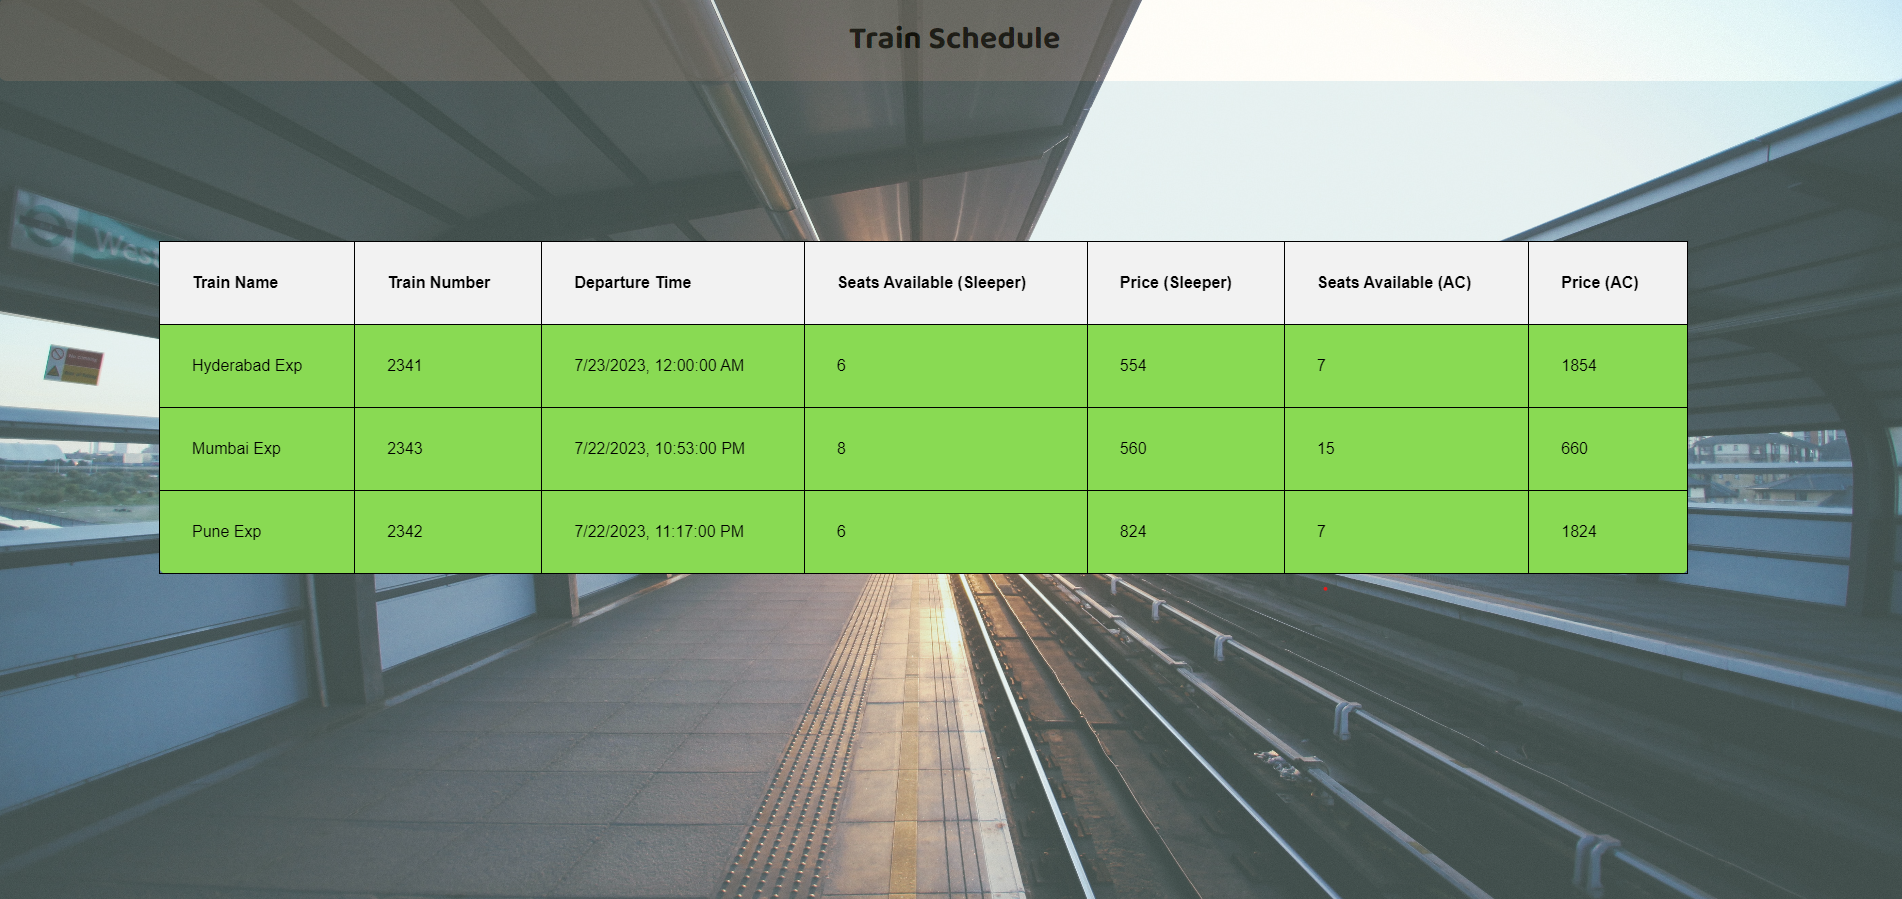 Train Schedule
West
Train Name Train Number Departure Time Seats Available (Sleeper) Price (Sleeper) Seats Available (AC) Price (AC)
Hyderabad Exp 2341 7/23/2023, 12:00:00 AM 6 554 7 1854
Mumbai Exp 2343 7/22/2023, 10:53:00 PM 8 560 15 660
Pune Exp 2342 7/22/2023, 11:17:00 PM 6 824 7 1824